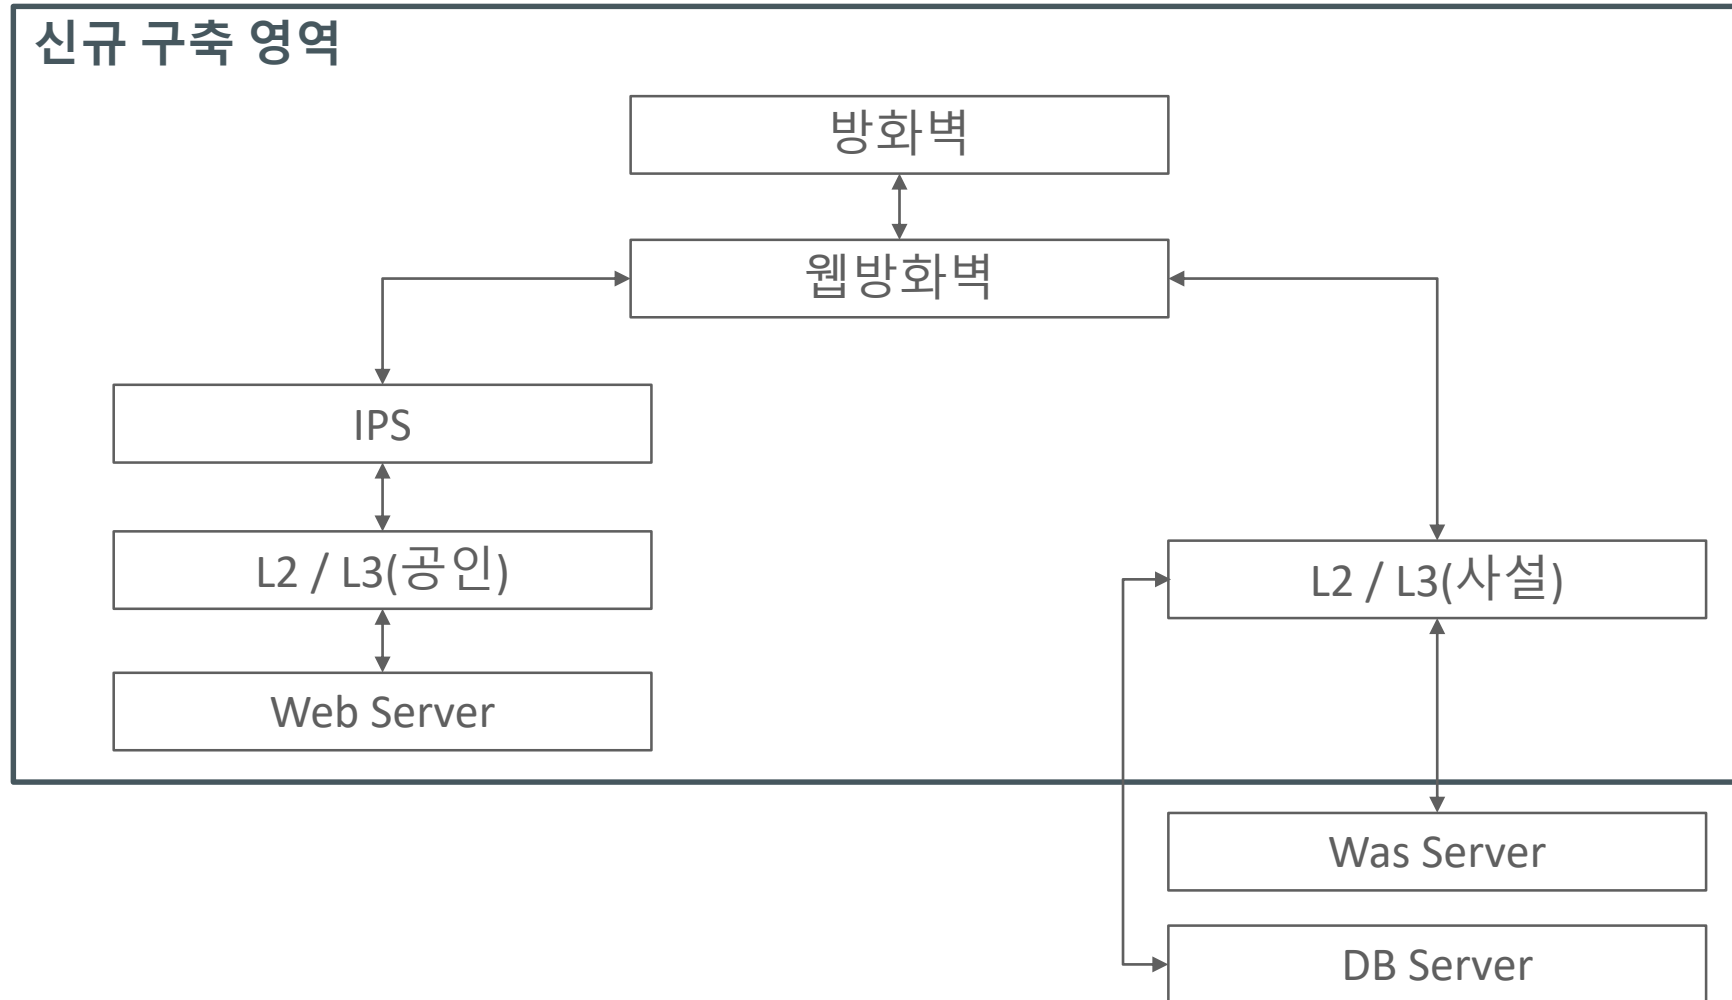 신규 구축 영역
방화벽
웹방화벽
IPS
L2 / L3(공인)
L2 / L3(사설)
Web Server
Was Server
DB Server